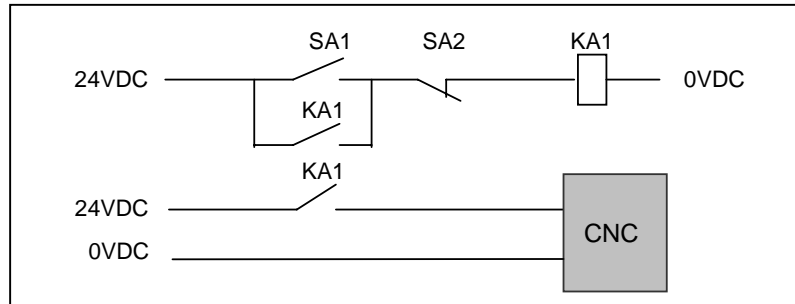 SA1 SA2 KA1
24VDC 0VDC
KA1
KA1
24VDC
CNC
0VDC